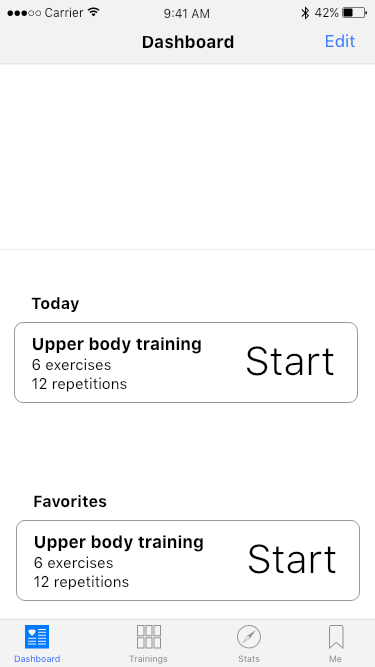 Carrier 9:41 AM 42%
Dashboard Edit
Today
Upper body training
6 exercises
12 repetitions
Start
Favorites
Upper body training
6 exercises
12 repetitions
Start
Dashboard Trainings Stats Me